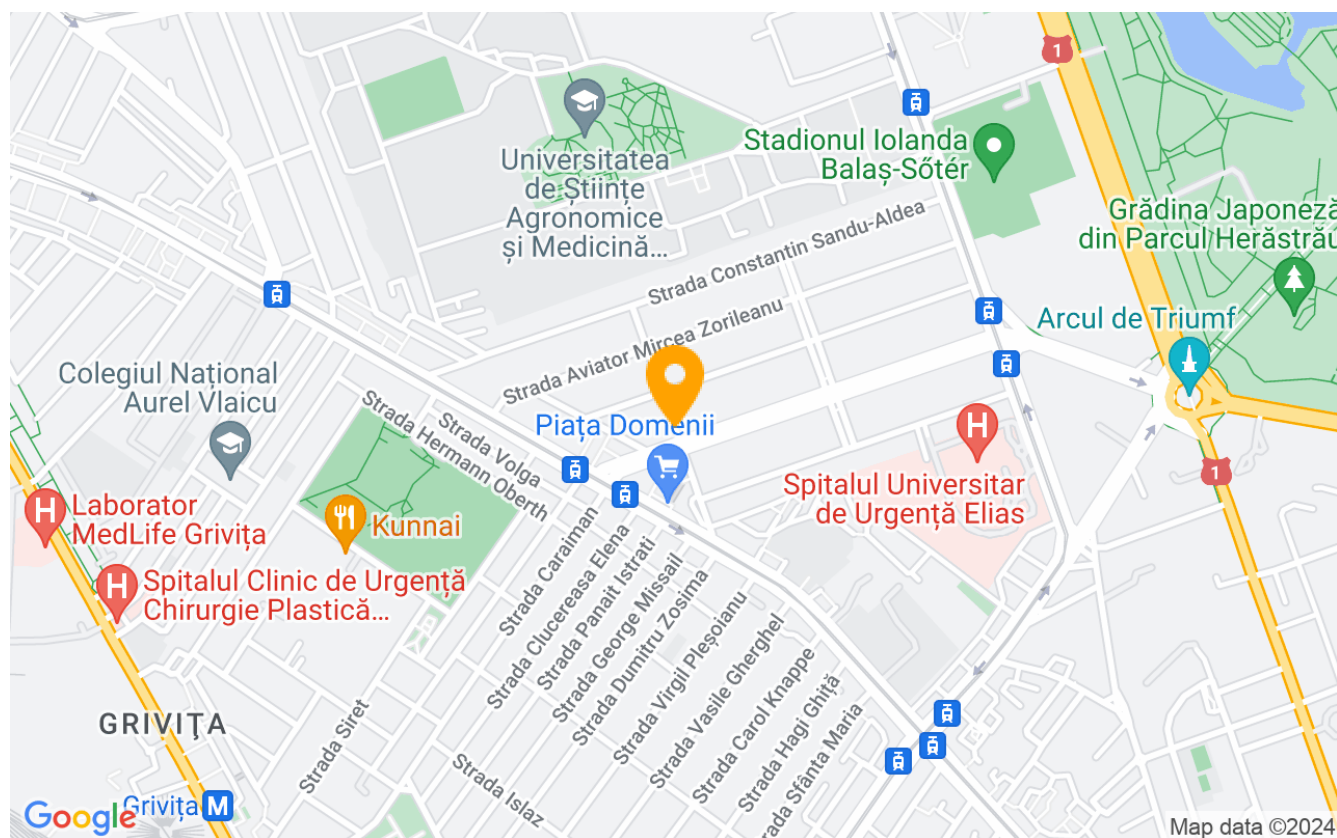 1
Stadionul Iolanda
Balaș-Sőtér
Universitatea
de Științe
Agronomice
și Medicină...
Grădina Japoneză
din Parcul Herăstrău
Strada Constantin Sandu-Aldea
Strada Aviator Mircea Zorileanu
Arcul de Triumf
Colegiul Național
Aurel Vlaicu
Piața Domenii
Strada Volga
Strada Hermann Oberth
H
Spitalul Universitar
de Urgență Elias
1
H
Laborator
MedLife Grivița
Kunnai
H
Spitalul Clinic de Urgență
Chirurgie Plastică...
Strada Caraiman
Strada Clucereasa Elena
Strada Panait Istrati
Strada George Missail
Strada Dumitru Zosima
Strada Virgil Pleșoianu
Strada Vasile Gherghel
Strada Carol Knappe
Strada Hagi Ghiță
Strada Sfânta Maria
GRIVIȚA
Strada Siret
Strada Islaz
Grivița M
Google
Map data ©2024